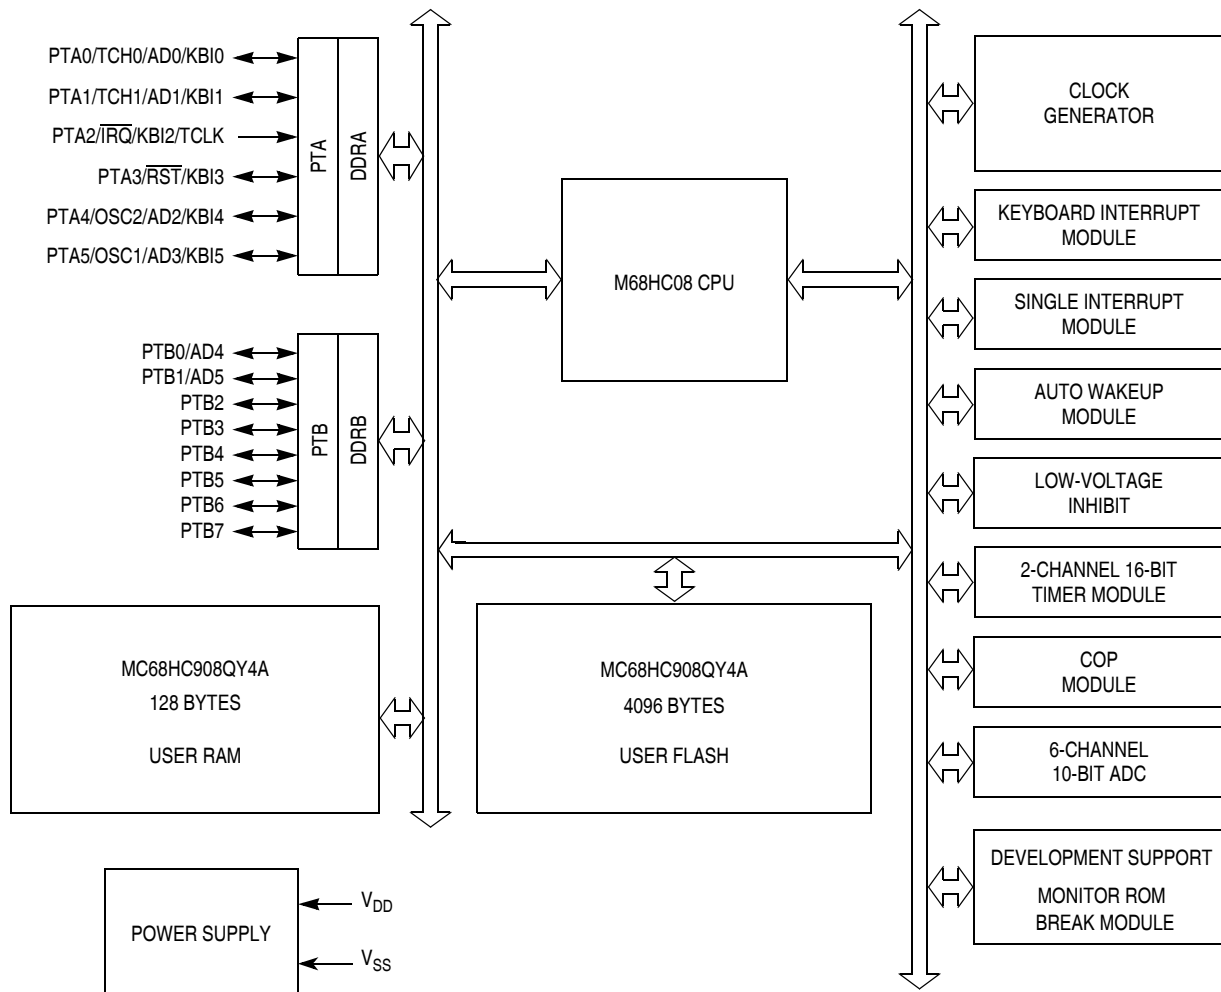 PTA0/TCH0/AD0/KBI0
PTA1/TCH1/AD1/KBI1
PTA2/IRQ/KBI2/TCLK
PTA3/RST/KBI3
PTA4/OSC2/AD2/KBI4
PTA5/OSC1/AD3/KBI5
PTA
DDRA
PTB0/AD4
PTB1/AD5
PTB2
PTB3
PTB4
PTB5
PTB6
PTB7
PTB
DDRB
M68HC08 CPU
MC68HC908QY4A
128 BYTES
USER RAM
MC68HC908QY4A
4096 BYTES
USER FLASH
POWER SUPPLY
VDD
VSS
CLOCK
GENERATOR
KEYBOARD INTERRUPT
MODULE
SINGLE INTERRUPT
MODULE
AUTO WAKEUP
MODULE
LOW-VOLTAGE
INHIBIT
2-CHANNEL 16-BIT
TIMER MODULE
COP
MODULE
6-CHANNEL
10-BIT ADC
DEVELOPMENT SUPPORT
MONITOR ROM
BREAK MODULE